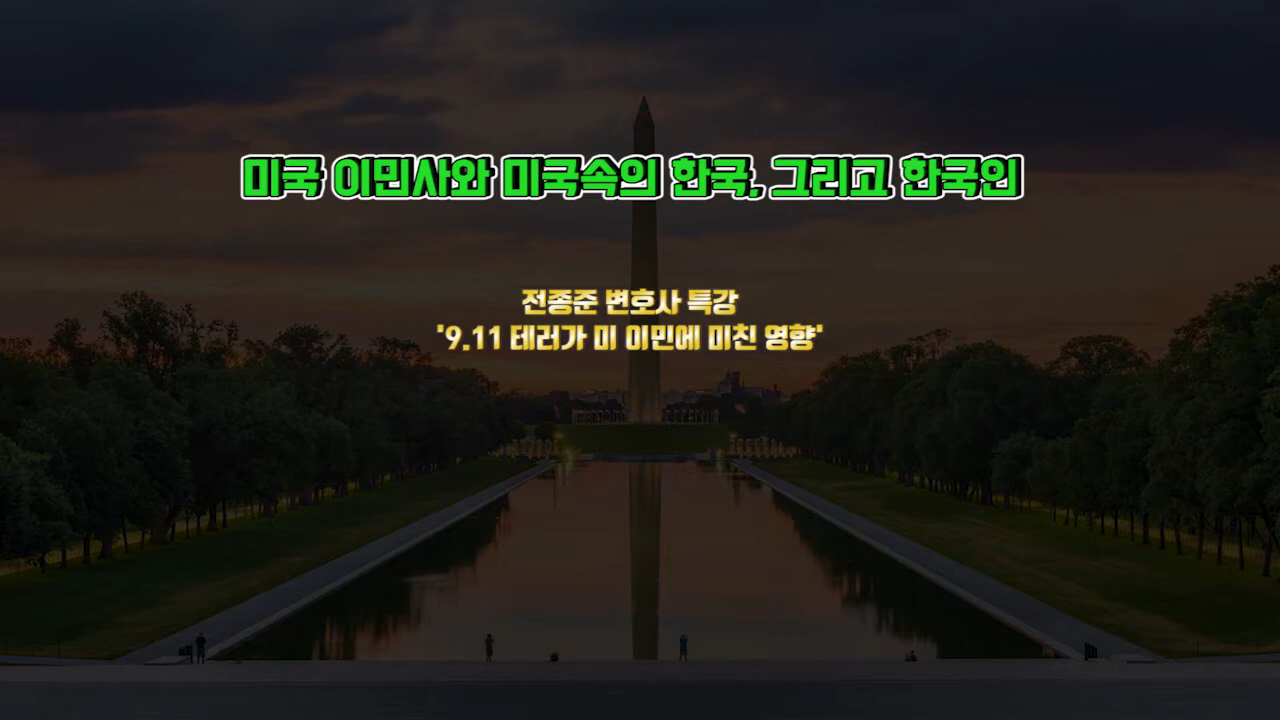 미국 이민사와 미국속의 한국, 그리고 한국인
전종준 변호사 특강
'9.11 테러가 미 이민에 미친 영향'